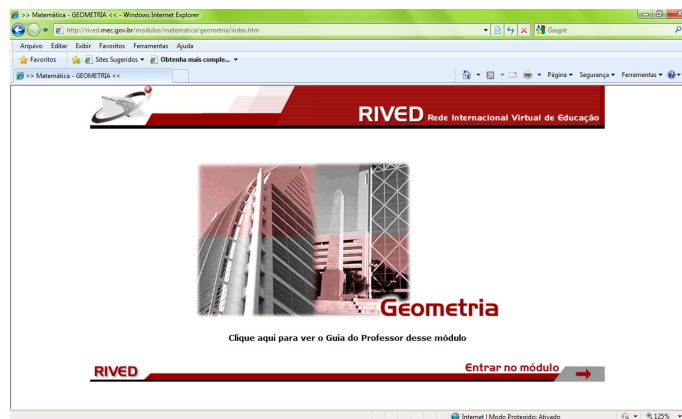 >> Matemática - GEOMETRIA << - Windows Internet Explorer
http://rived.mec.gov.br/modulos/matematica/geometria/index.htm
Google
Arquivo Editar Exibir Favoritos Ferramentas Ajuda
Favoritos Sites Sugeridos Obtenha mais comple...
>> Matemática - GEOMETRIA <<
Página Segurança Ferramentas
RIVED Rede Internacional Virtual de Educação
Geometria
Clique aqui para ver o Guia do Professor desse módulo
RIVED
Entrar no módulo
Internet | Modo Protegido: Ativado
125%